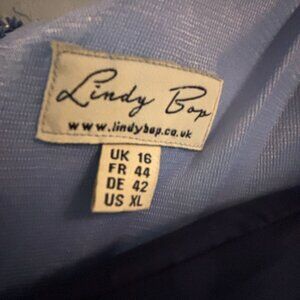 Lindy Bop
www.lindybop.co.uk
UK 16
FR 44
DE 42
US XL